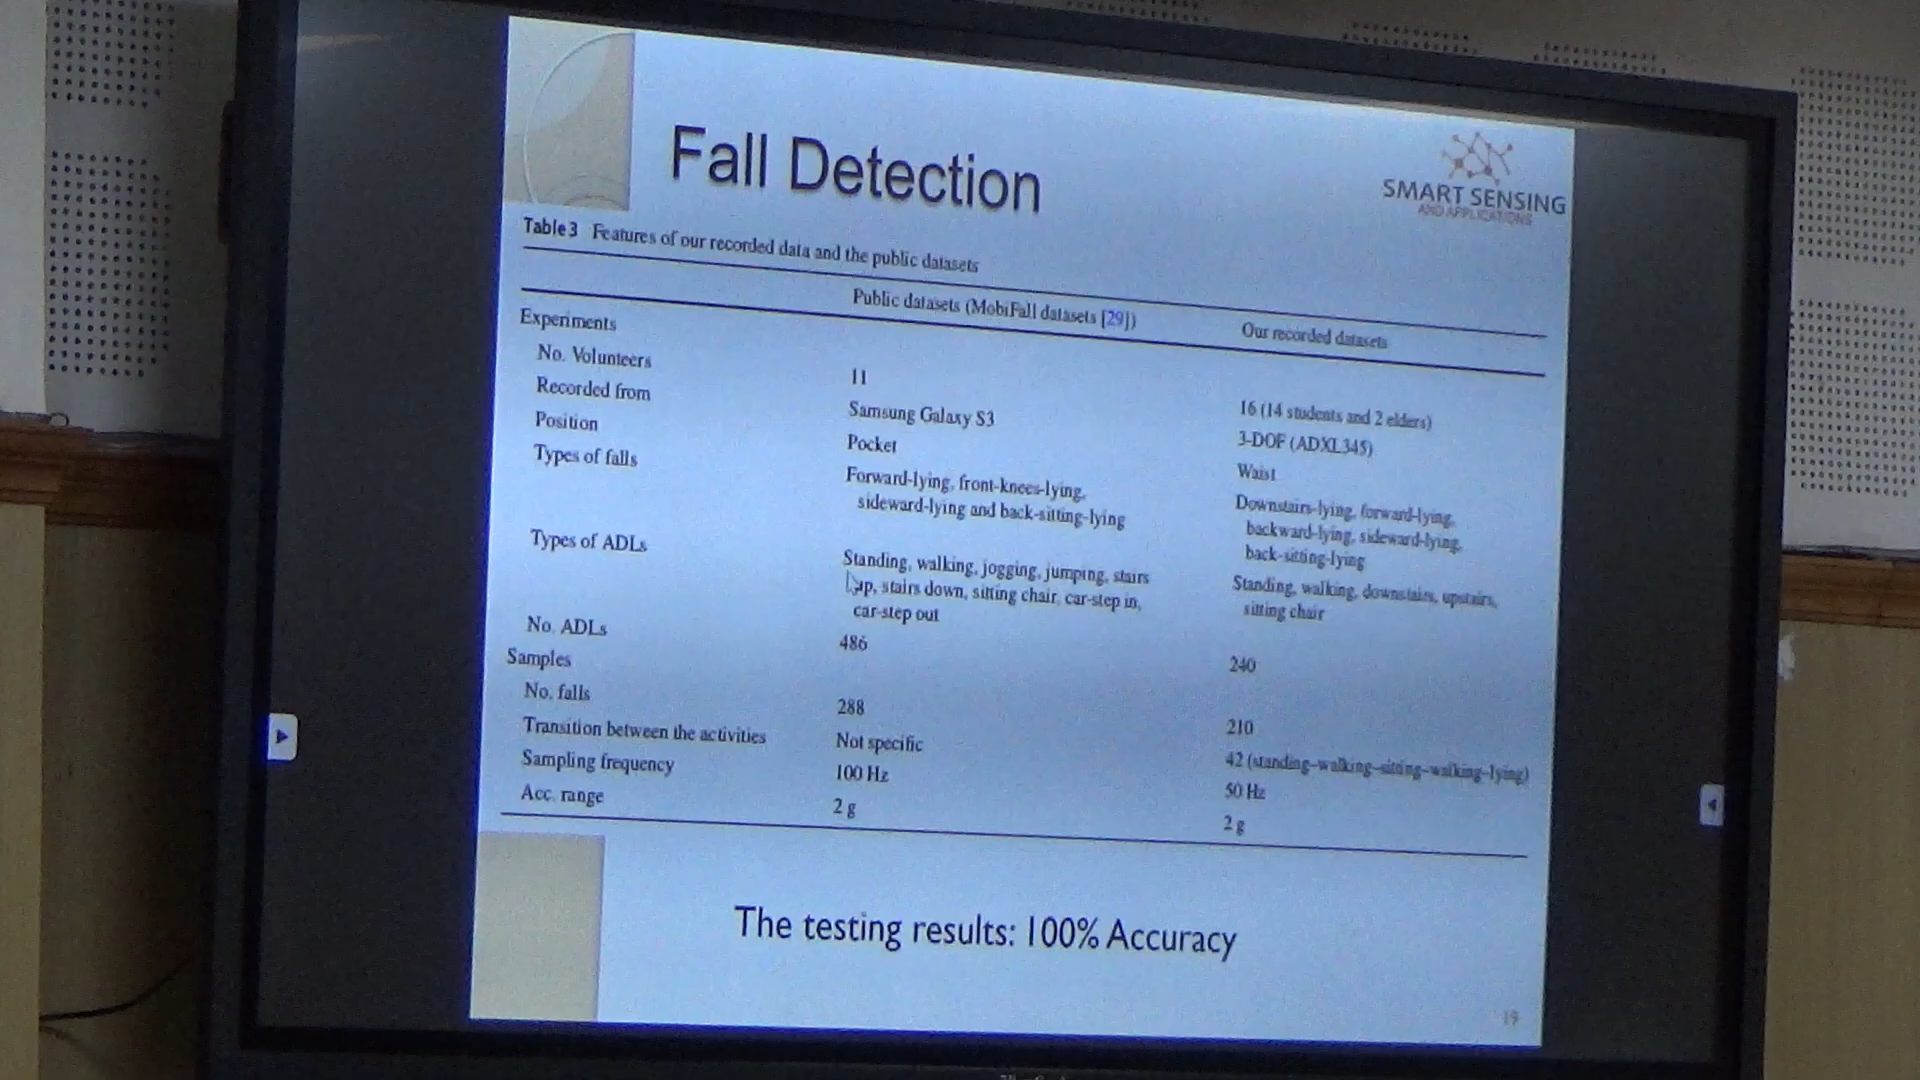 Fall Detection
SMART SENSING
AND APPLICATIONS
Table 3 Features of our recorded data and the public datasets
Public datasets (MobiFall datasets [29])
Our recorded datasets
Experiments
No. Volunteers
11
16 (14 students and 2 elders)
Recorded from
Samsung Galaxy S3
3-DOF (ADXL345)
Position
Pocket
Waist
Types of falls
Forward-lying, front-knees-lying,
sideward-lying and back-sitting-lying
Downstairs-lying, forward-lying,
backward-lying, sideward-lying,
back-sitting-lying
Types of ADLs
Standing, walking, jogging, jumping, stairs
up, stairs down, sitting chair, car-step in,
car-step out
Standing, walking, downstairs, upstairs,
sitting chair
No. ADLs
486
240
Samples
No. falls
288
210
Transition between the activities
Not specific
42 (standing–walking–sitting–walking–lying)
Sampling frequency
100 Hz
50 Hz
Acc. range
2 g
2 g
The testing results: 100% Accuracy
19